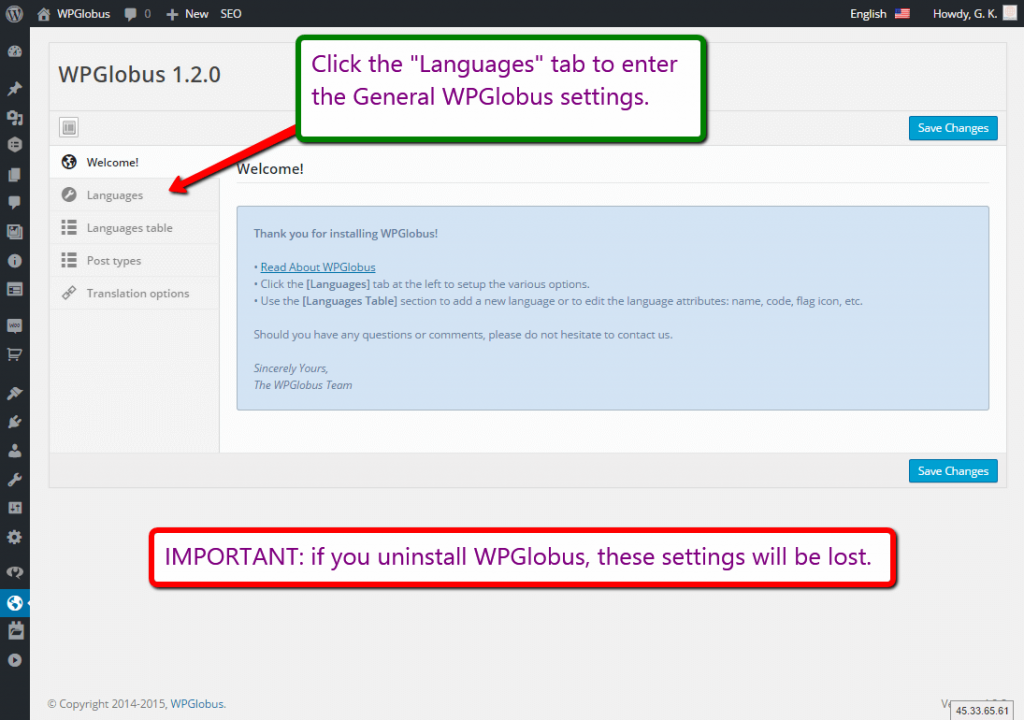 WPGlobus 0 New SEO English Howdy, G. K.
WPGlobus 1.2.0
Click the "Languages" tab to enter
the General WPGlobus settings.
Save Changes
Welcome!
Languages
Languages table
Post types
Translation options
Welcome!
Thank you for installing WPGlobus!
• Read About WPGlobus
• Click the [Languages] tab at the left to setup the various options.
• Use the [Languages Table] section to add a new language or to edit the language attributes: name, code, flag icon, etc.
Should you have any questions or comments, please do not hesitate to contact us.
Sincerely Yours,
The WPGlobus Team
Save Changes
IMPORTANT: if you uninstall WPGlobus, these settings will be lost.
© Copyright 2014-2015, WPGlobus.
45.33.65.61